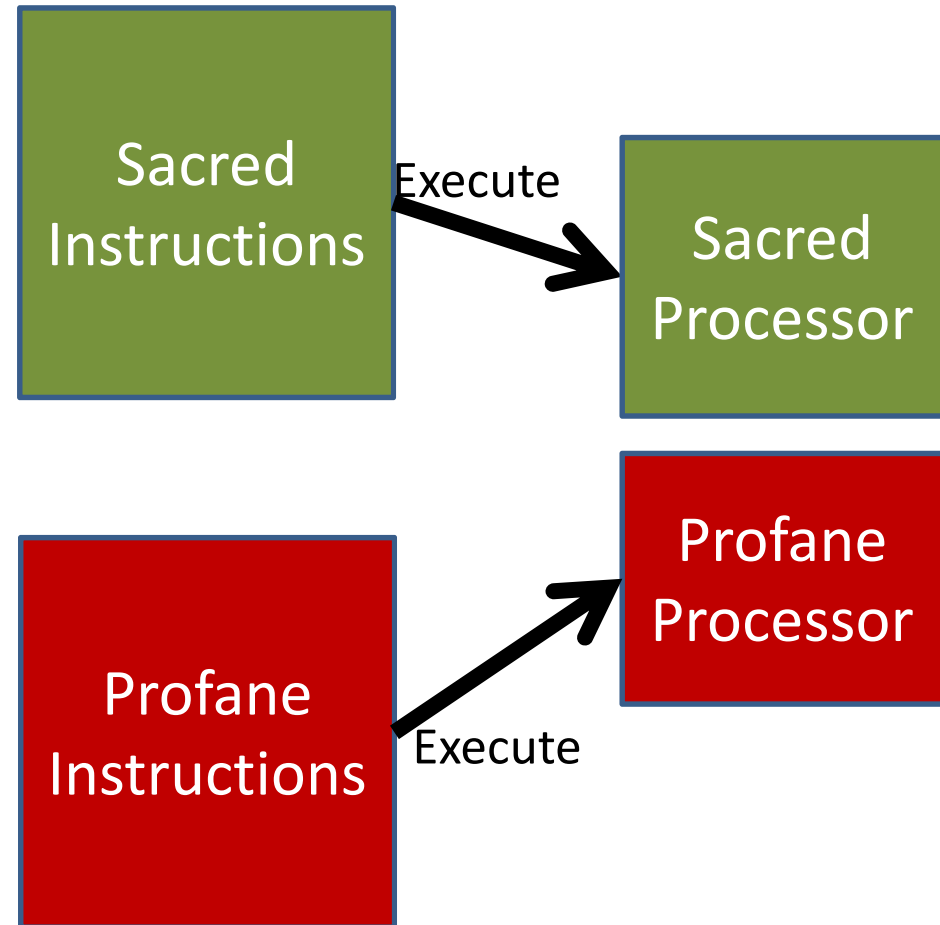 Sacred
Instructions
Execute
Sacred
Processor
Profane
Processor
Profane
Instructions
Execute